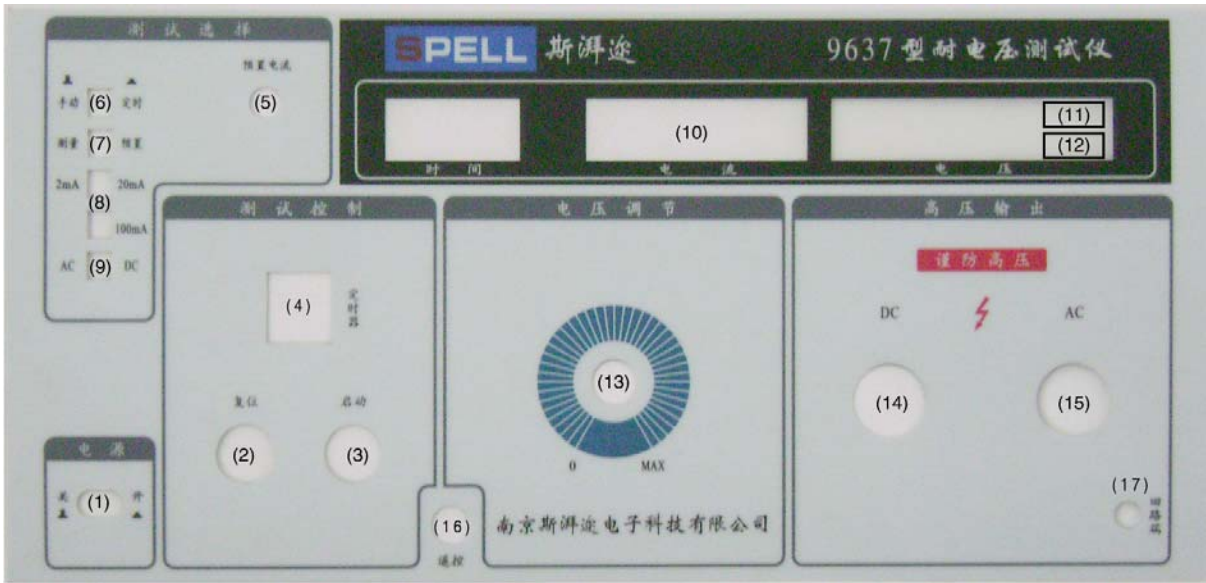 测试选择
预置电流
手动 (6) 定时
(5)
测量 (7) 预置
2mA (8) 20mA
100mA
AC (9) DC
SPELL 斯湃迩 9637型耐电压测试仪
(10)
(11)
(12)
时间 电流 电压
测试控制
(4) 定时器
复位 启动
(2) (3)
电源
关 (1) 开
电压调节
(13)
0 MAX
(16)
遥控
南京斯湃迩电子科技有限公司
高压输出
谨防高压
DC AC
(14) (15)
(17)
回路端